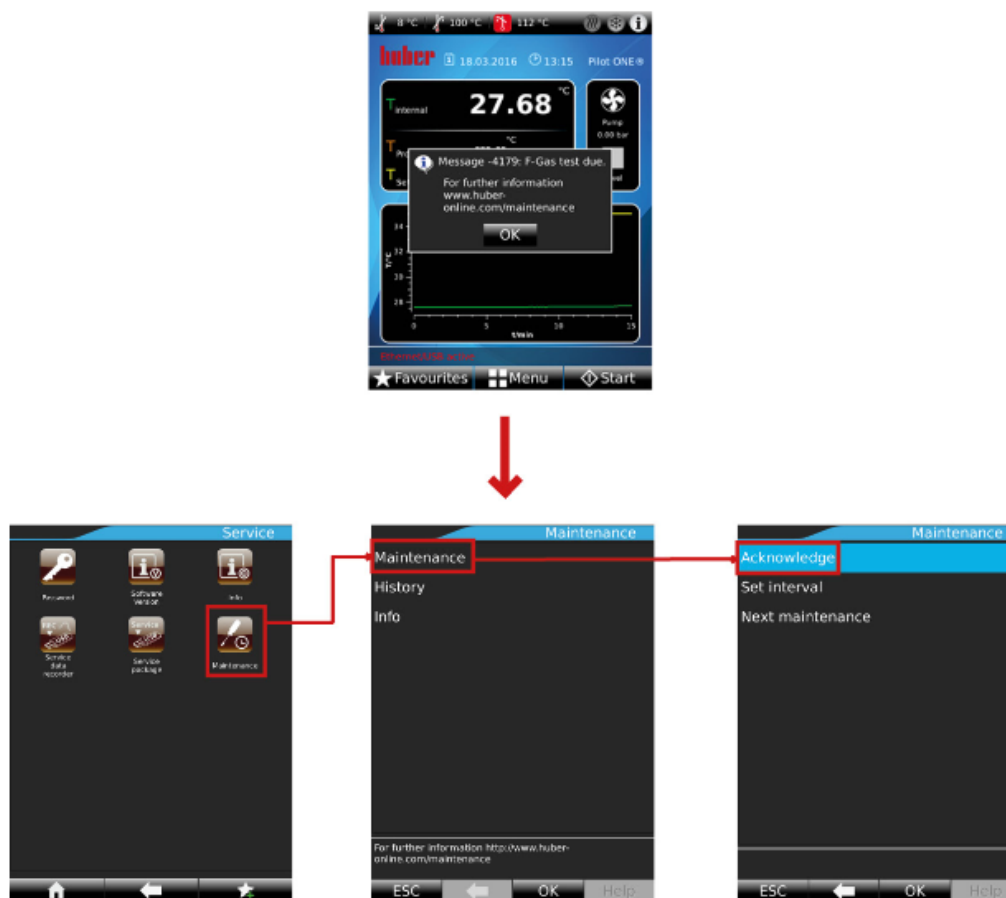 8 °C 100 °C 112 °C
huber 18.03.2016 13:15 Pilot ONE®
Tinternal 27.68 °C
Pump
0.00 bar
°C
T
Message -4179: F-Gas test due.
For further information
www.huber-
online.com/maintenance
OK
T/°C
34
32
30
28
0 5 10 15
t/min
Favourites Menu Start
Service
Password
Software
Version
Info
Service
data
recorder
Service
Service
package
Maintenance
Maintenance
Maintenance
History
Info
For further information http://www.huber-
online.com/maintenance
ESC OK Help
Maintenance
Acknowledge
Set interval
Next maintenance
ESC OK Help